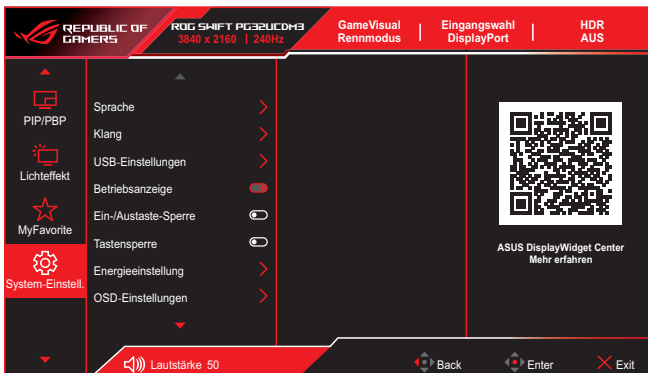 REPUBLIC OF
GAMERS
ROG SHIFT PG32UCDM3
3840 x 2160 | 240Hz
GameVisual
Rennmodus
Eingangswahl
DisplayPort
HDR
AUS
PIP/PBP
Lichteffekt
MyFavorite
System-Einstell.
Sprache
Klang
USB-Einstellungen
Betriebsanzeige
Ein-/Austaste-Sperre
Tastensperre
Energieeinstellung
OSD-Einstellungen
ASUS DisplayWidget Center
Mehr erfahren
Lautstärke 50
Back
Enter
Exit